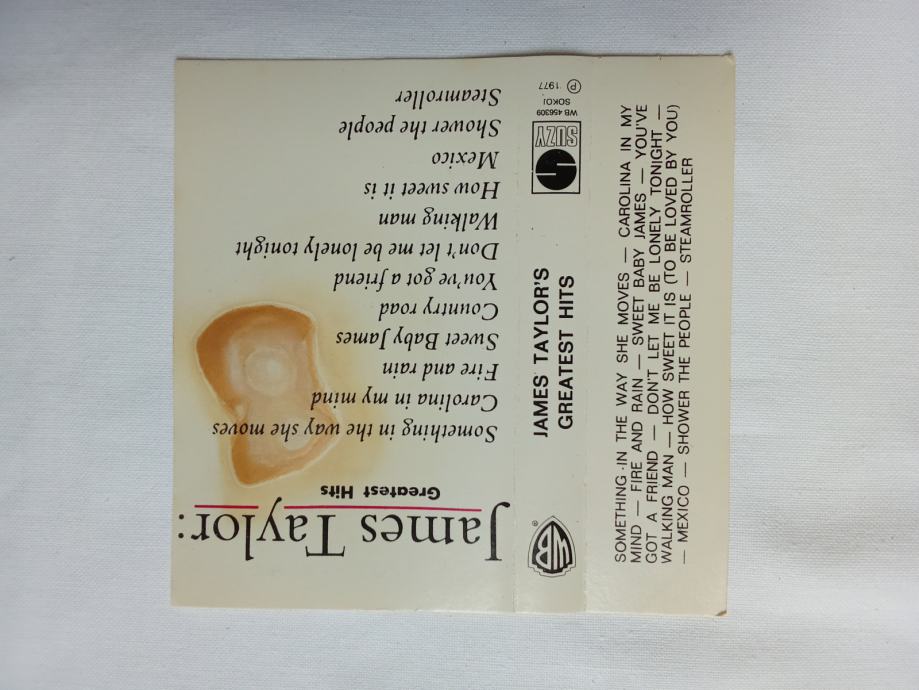 James Taylor:
Greatest Hits
Something in the way she moves
Carolina in my mind
Fire and rain
Sweet Baby James
Country road
You've got a friend
Don't let me be lonely tonight
Walking man
How sweet it is
Mexico
Shower the people
Steamroller
WB
®
JAMES TAYLOR'S
GREATEST HITS
SUZY
WB 456309
SOKOJ
Ⓟ 1977
SOMETHING IN THE WAY SHE MOVES — CAROLINA IN MY
MIND — FIRE AND RAIN — SWEET BABY JAMES — YOU'VE
GOT A FRIEND — DON'T LET ME BE LONELY TONIGHT —
WALKING MAN — HOW SWEET IT IS (TO BE LOVED BY YOU)
— MEXICO — SHOWER THE PEOPLE — STEAMROLLER